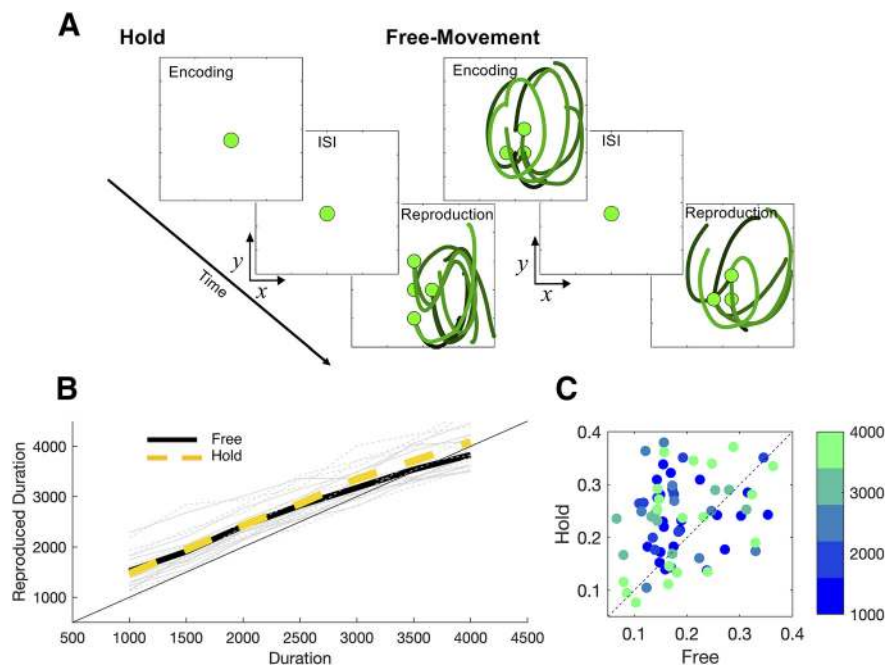 A
Hold
Free-Movement
Encoding
ISI
Reproduction
Encoding
ISI
Reproduction
y
x
y
x
Time
B
Reproduced Duration
4000
3000
2000
1000
Free
Hold
500 1000 1500 2000 2500 3000 3500 4000 4500
Duration
C
Hold
0.4
0.3
0.2
0.1
0.1 0.2 0.3 0.4
Free
4000
3000
2000
1000